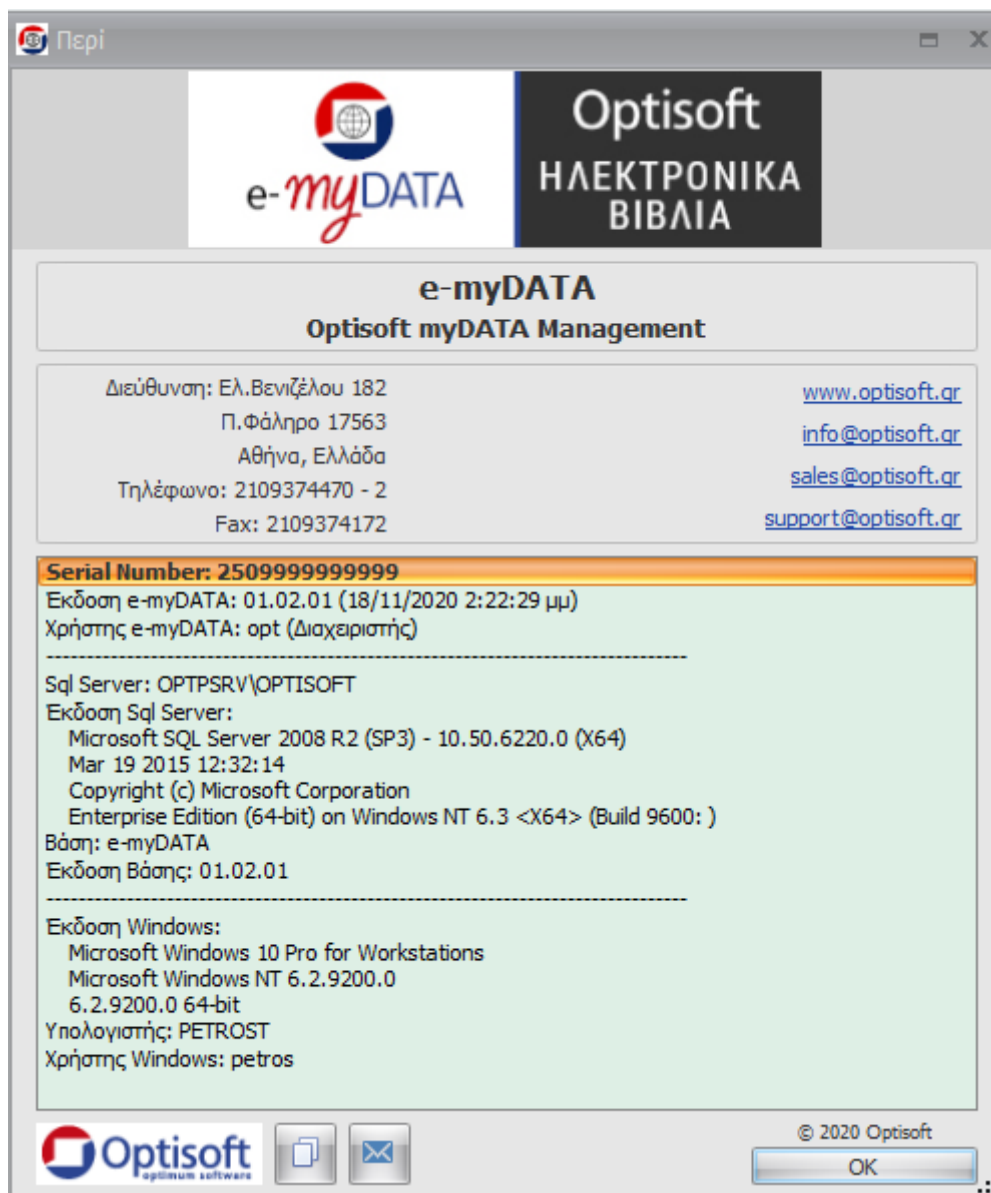 Περί
e-myDATA
Optisoft
ΗΛΕΚΤΡΟΝΙΚΑ
ΒΙΒΛΙΑ
e-myDATA
Optisoft myDATA Management
Διεύθυνση: Ελ.Βενιζέλου 182
Π.Φάληρο 17563
Αθήνα, Ελλάδα
Τηλέφωνο: 2109374470 - 2
Fax: 2109374172
www.optisoft.gr
info@optisoft.gr
sales@optisoft.gr
support@optisoft.gr
Serial Number: 2509999999999
Έκδοση e-myDATA: 01.02.01 (18/11/2020 2:22:29 μμ)
Χρήστης e-myDATA: opt (Διαχειριστής)
--------------------------------------------------------------------------------
Sql Server: OPTPSRV\OPTISOFT
Έκδοση Sql Server:
Microsoft SQL Server 2008 R2 (SP3) - 10.50.6220.0 (X64)
Mar 19 2015 12:32:14
Copyright (c) Microsoft Corporation
Enterprise Edition (64-bit) on Windows NT 6.3 <X64> (Build 9600: )
Βάση: e-myDATA
Έκδοση Βάσης: 01.02.01
--------------------------------------------------------------------------------
Έκδοση Windows:
Microsoft Windows 10 Pro for Workstations
Microsoft Windows NT 6.2.9200.0
6.2.9200.0 64-bit
Υπολογιστής: PETROST
Χρήστης Windows: petros
Optisoft
optimum software
© 2020 Optisoft
OK